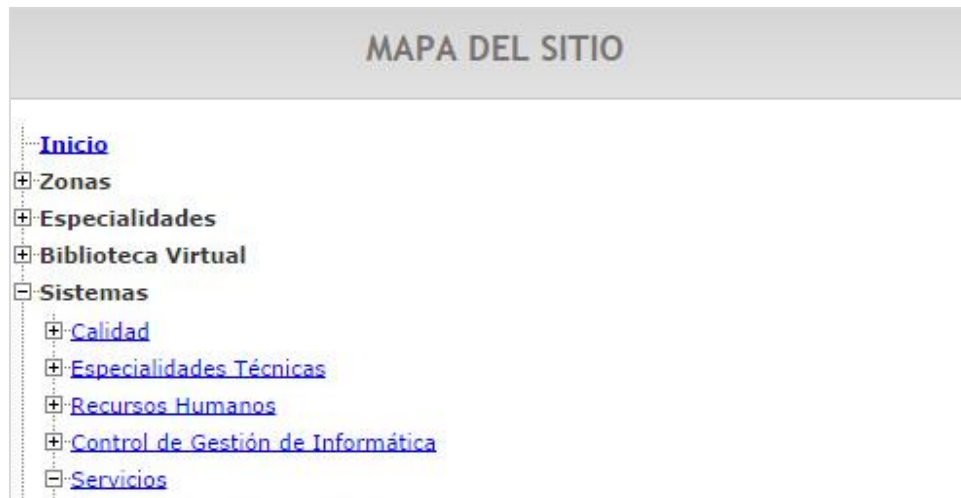 MAPA DEL SITIO
Inicio
Zonas
Especialidades
Biblioteca Virtual
Sistemas
Calidad
Especialidades Técnicas
Recursos Humanos
Control de Gestión de Informática
Servicios